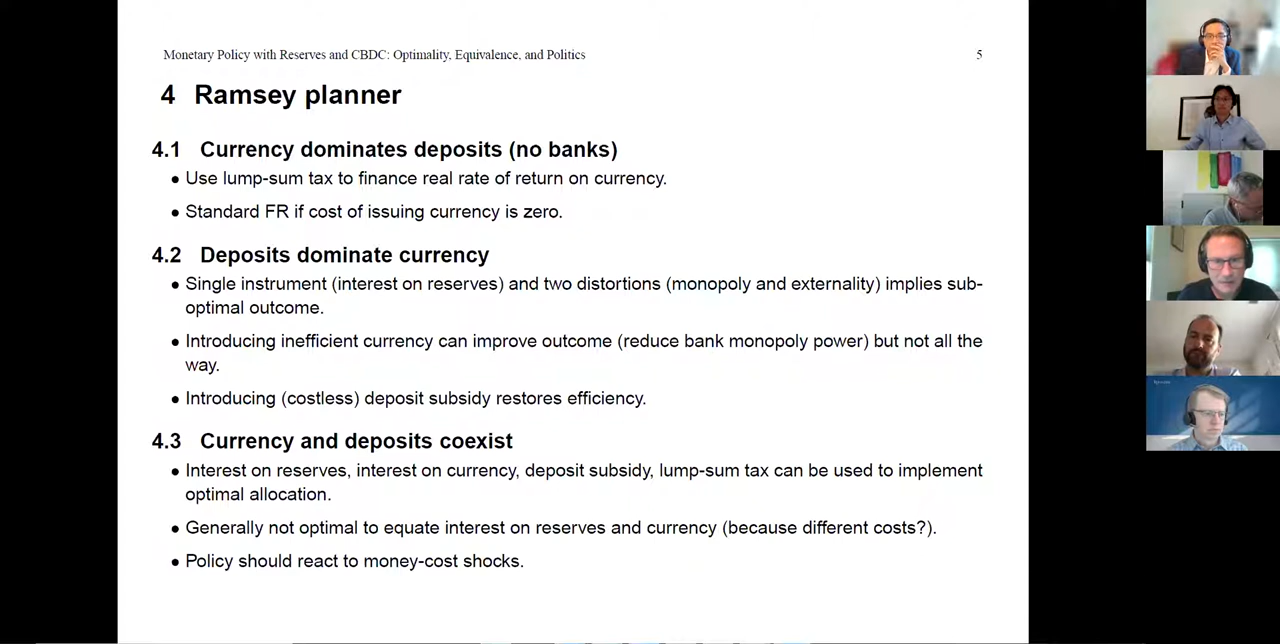 Monetary Policy with Reserves and CBDC: Optimality, Equivalence, and Politics 5
4 Ramsey planner
4.1 Currency dominates deposits (no banks)
• Use lump-sum tax to finance real rate of return on currency.
• Standard FR if cost of issuing currency is zero.
4.2 Deposits dominate currency
• Single instrument (interest on reserves) and two distortions (monopoly and externality) implies sub-
optimal outcome.
• Introducing inefficient currency can improve outcome (reduce bank monopoly power) but not all the
way.
• Introducing (costless) deposit subsidy restores efficiency.
4.3 Currency and deposits coexist
• Interest on reserves, interest on currency, deposit subsidy, lump-sum tax can be used to implement
optimal allocation.
• Generally not optimal to equate interest on reserves and currency (because different costs?).
• Policy should react to money-cost shocks.